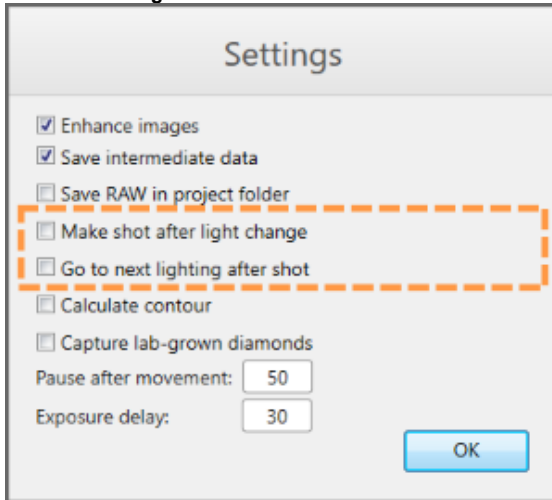 Settings
Enhance images
Save intermediate data
Save RAW in project folder
Make shot after light change
Go to next lighting after shot
Calculate contour
Capture lab-grown diamonds
Pause after movement: 50
Exposure delay: 30
OK